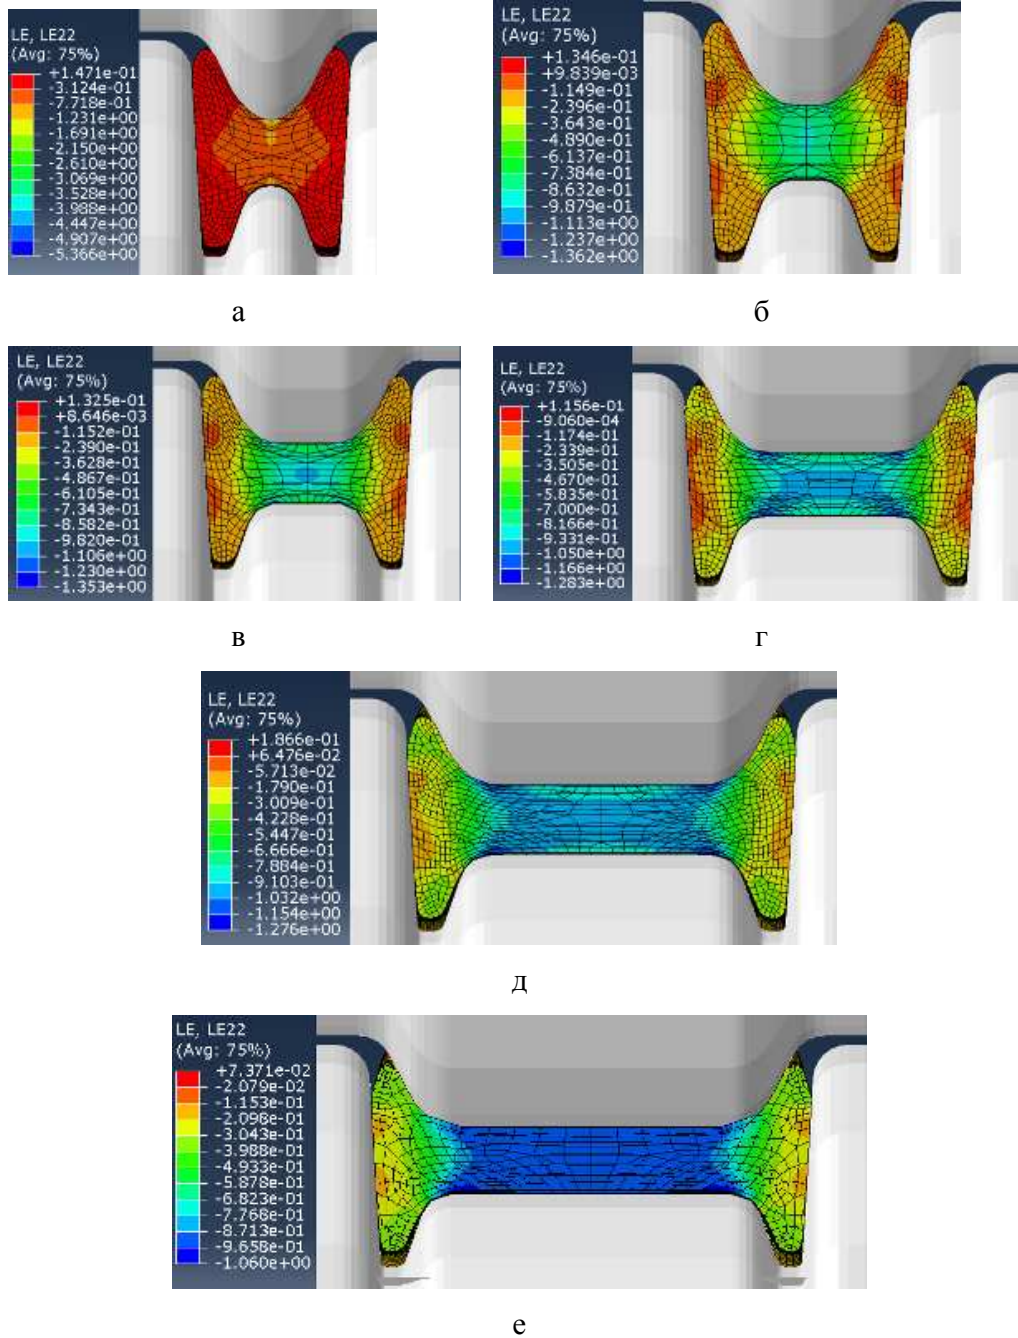 LE, LE22
(Avg: 75%)
+1.471e-01
-3.124e-01
-7.718e-01
-1.231e+00
-1.691e+00
-2.150e+00
-2.610e+00
-3.069e+00
-3.528e+00
-3.988e+00
-4.447e+00
-4.907e+00
-5.366e+00
а
LE, LE22
(Avg: 75%)
+1.346e-01
+9.839e-03
-1.149e-01
-2.396e-01
-3.643e-01
-4.890e-01
-6.137e-01
-7.384e-01
-8.632e-01
-9.879e-01
-1.113e+00
-1.237e+00
-1.362e+00
б
LE, LE22
(Avg: 75%)
+1.325e-01
+8.646e-03
-1.152e-01
-2.390e-01
-3.628e-01
-4.867e-01
-6.105e-01
-7.343e-01
-8.582e-01
-9.820e-01
-1.106e+00
-1.230e+00
-1.353e+00
в
LE, LE22
(Avg: 75%)
+1.156e-01
-9.060e-04
-1.174e-01
-2.339e-01
-3.505e-01
-4.670e-01
-5.835e-01
-7.000e-01
-8.166e-01
-9.331e-01
-1.050e+00
-1.166e+00
-1.283e+00
г
LE, LE22
(Avg: 75%)
+1.866e-01
+6.476e-02
-5.713e-02
-1.790e-01
-3.009e-01
-4.228e-01
-5.447e-01
-6.666e-01
-7.884e-01
-9.103e-01
-1.032e+00
-1.154e+00
-1.276e+00
д
LE, LE22
(Avg: 75%)
+7.371e-02
-2.079e-02
-1.153e-01
-2.098e-01
-3.043e-01
-3.988e-01
-4.933e-01
-5.878e-01
-6.823e-01
-7.768e-01
-8.713e-01
-9.658e-01
-1.060e+00
е